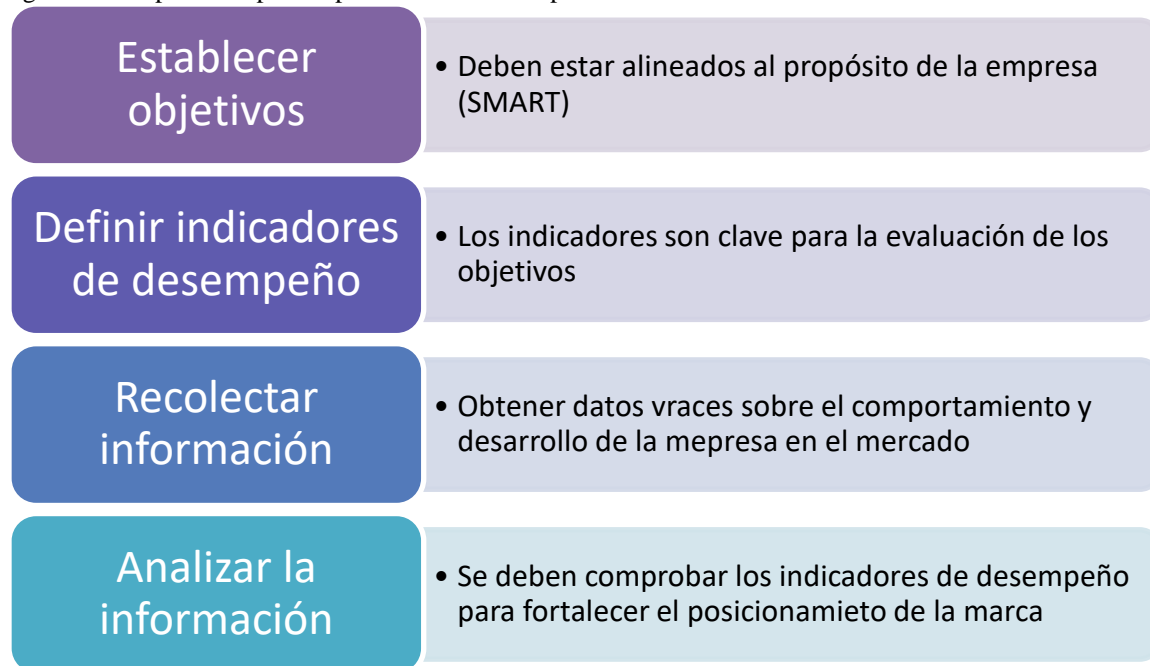 Establecer
objetivos
• Deben estar alineados al propósito de la empresa
(SMART)
Definir indicadores
de desempeño
• Los indicadores son clave para la evaluación de los
objetivos
Recolectar
información
• Obtener datos vraces sobre el comportamiento y
desarrollo de la mepresa en el mercado
Analizar la
información
• Se deben comprobar los indicadores de desempeño
para fortalecer el posicionamieto de la marca